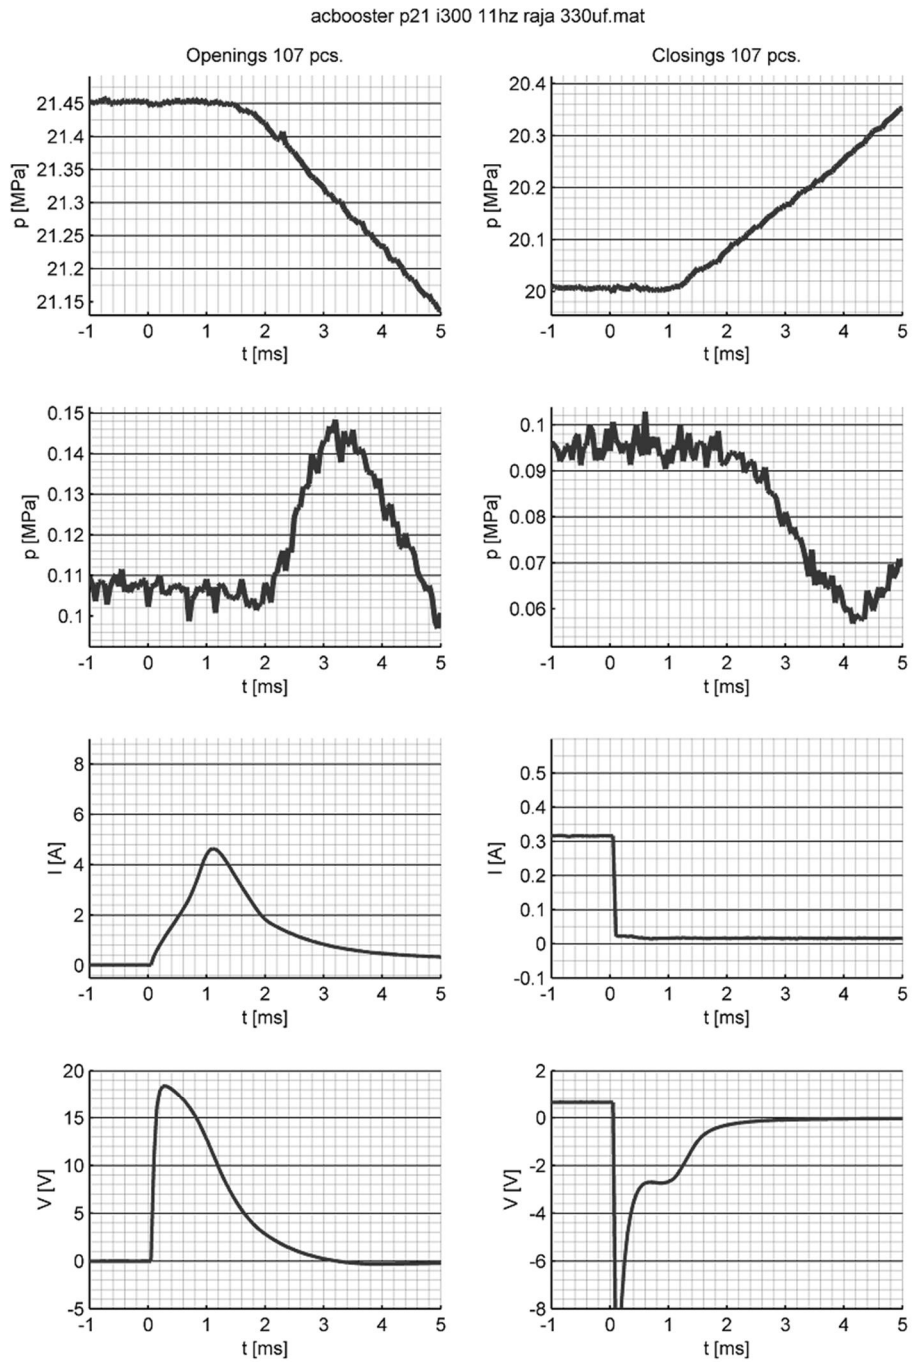 acbooster p21 i300 11hz raja 330uf.mat
Openings 107 pcs.
Closings 107 pcs.
p [MPa]
21.45
21.4
21.35
21.3
21.25
21.2
21.15
-1 0 1 2 3 4 5
t [ms]
p [MPa]
20.4
20.3
20.2
20.1
20
-1 0 1 2 3 4 5
t [ms]
p [MPa]
0.15
0.14
0.13
0.12
0.11
0.1
-1 0 1 2 3 4 5
t [ms]
p [MPa]
0.1
0.09
0.08
0.07
0.06
-1 0 1 2 3 4 5
t [ms]
I [A]
8
6
4
2
0
-1 0 1 2 3 4 5
t [ms]
I [A]
0.5
0.4
0.3
0.2
0.1
0
-0.1
-1 0 1 2 3 4 5
t [ms]
V [V]
20
15
10
5
0
-5
-1 0 1 2 3 4 5
t [ms]
V [V]
2
0
-2
-4
-6
-8
-1 0 1 2 3 4 5
t [ms]